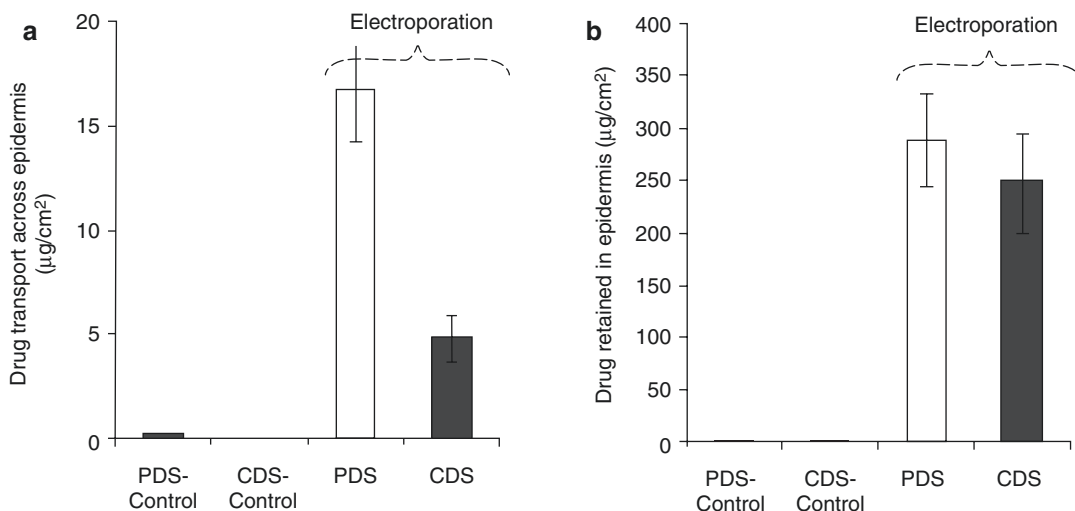 a
Electroporation
Drug transport across epidermis
(μg/cm²)
20
15
10
5
0
PDS-
Control
CDS-
Control
PDS
CDS
b
Electroporation
Drug retained in epidermis (μg/cm²)
400
350
300
250
200
150
100
50
0
PDS-
Control
CDS-
Control
PDS
CDS